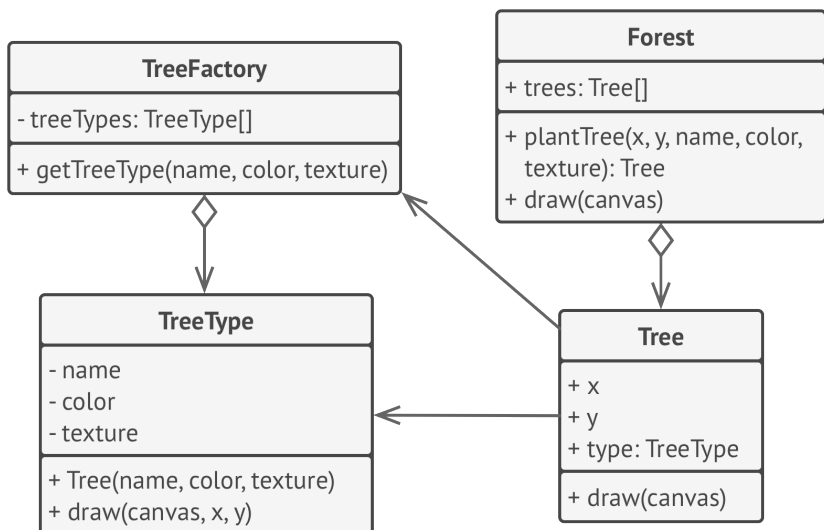 TreeFactory
- treeTypes: TreeType[]
+ getTreeType(name, color, texture)
Forest
+ trees: Tree[]
+ plantTree(x, y, name, color,
texture): Tree
+ draw(canvas)
TreeType
- name
- color
- texture
+ Tree(name, color, texture)
+ draw(canvas, x, y)
Tree
+ x
+ y
+ type: TreeType
+ draw(canvas)